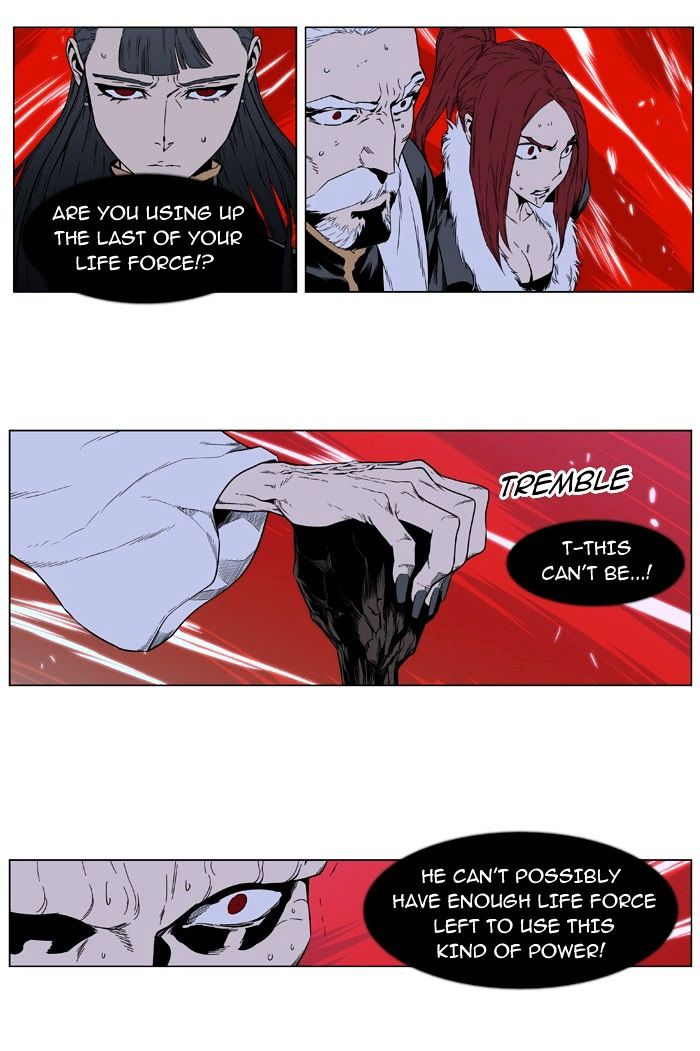 ARE YOU USING UP
THE LAST OF YOUR
LIFE FORCE!?
TREMBLE
T-THIS
CAN'T BE...!
HE CAN'T POSSIBLY
HAVE ENOUGH LIFE FORCE
LEFT TO USE THIS
KIND OF POWER!